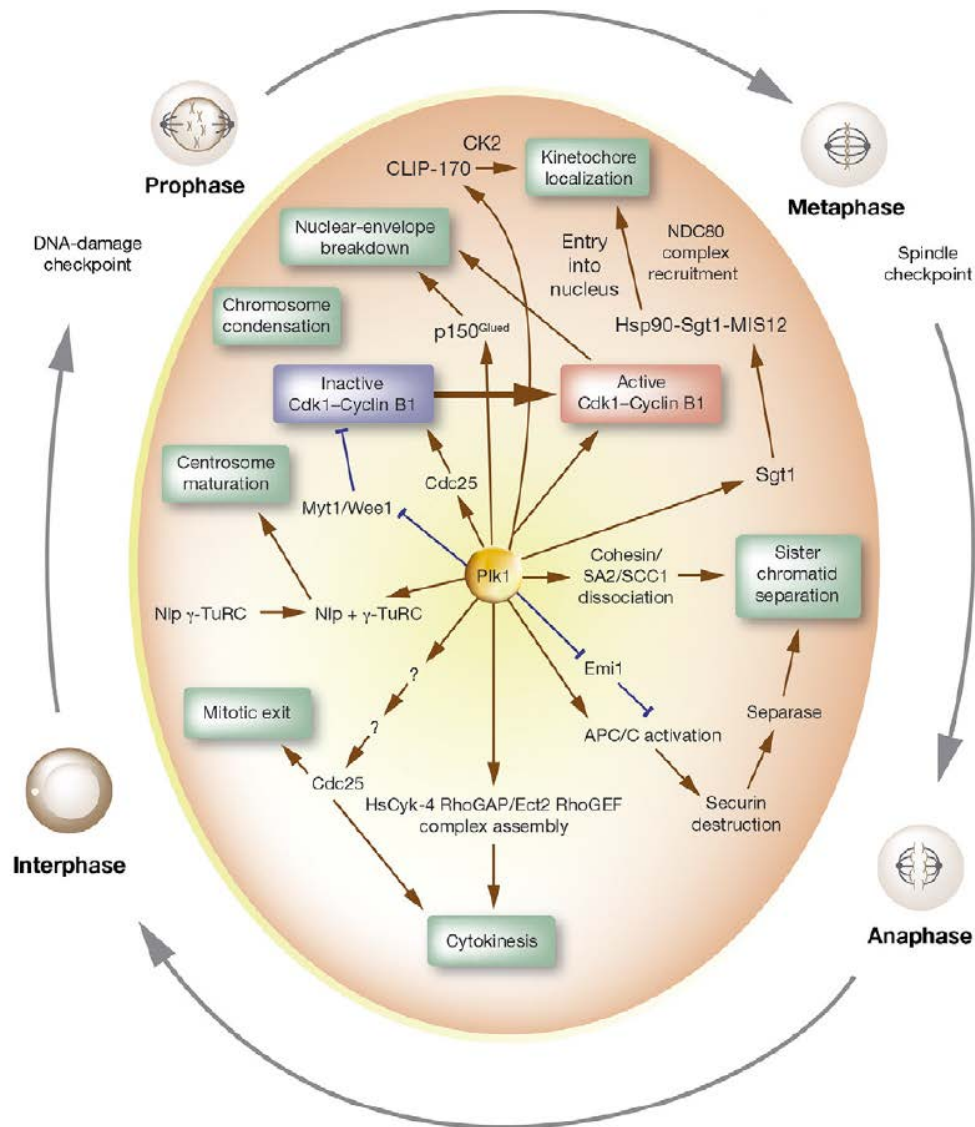 Prophase
Metaphase
DNA-damage
checkpoint
Spindle
checkpoint
CK2
CLIP-170
Kinetochore
localization
Nuclear-envelope
breakdown
Entry
into
nucleus
NDC80
complex
recruitment
Chromosome
condensation
p150Glued
Hsp90-Sgt1-MIS12
Inactive
Cdk1–Cyclin B1
Active
Cdk1–Cyclin B1
Centrosome
maturation
Cdc25
Myt1/Wee1
Sgt1
Plk1
Cohesin/
SA2/SCC1
dissociation
Sister
chromatid
separation
Nlp γ-TuRC
Nlp + γ-TuRC
?
?
Emi1
Mitotic exit
Separase
APC/C activation
Cdc25
HsCyk-4 RhoGAP/Ect2 RhoGEF
complex assembly
Securin
destruction
Interphase
Cytokinesis
Anaphase